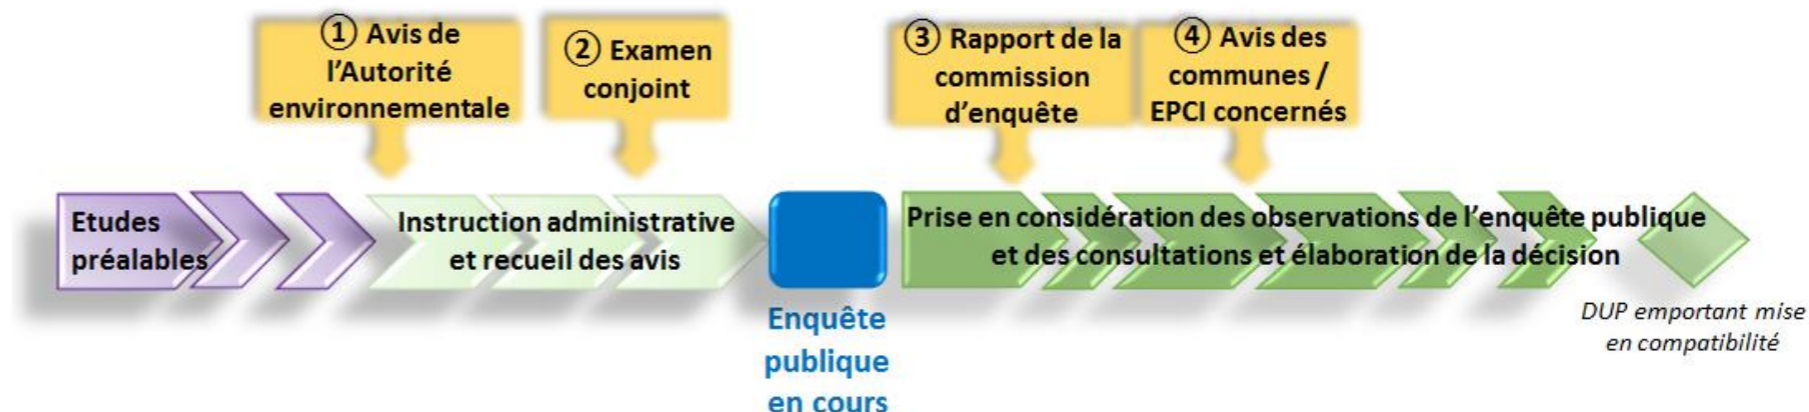 ① Avis de
l'Autorité
environnementale
② Examen
conjoint
③ Rapport de la
commission
d'enquête
④ Avis des
communes /
EPCI concernés
Etudes
préalables
Instruction administrative
et recueil des avis
Enquête
publique
en cours
Prise en considération des observations de l'enquête publique
et des consultations et élaboration de la décision
DUP emportant mise
en compatibilité